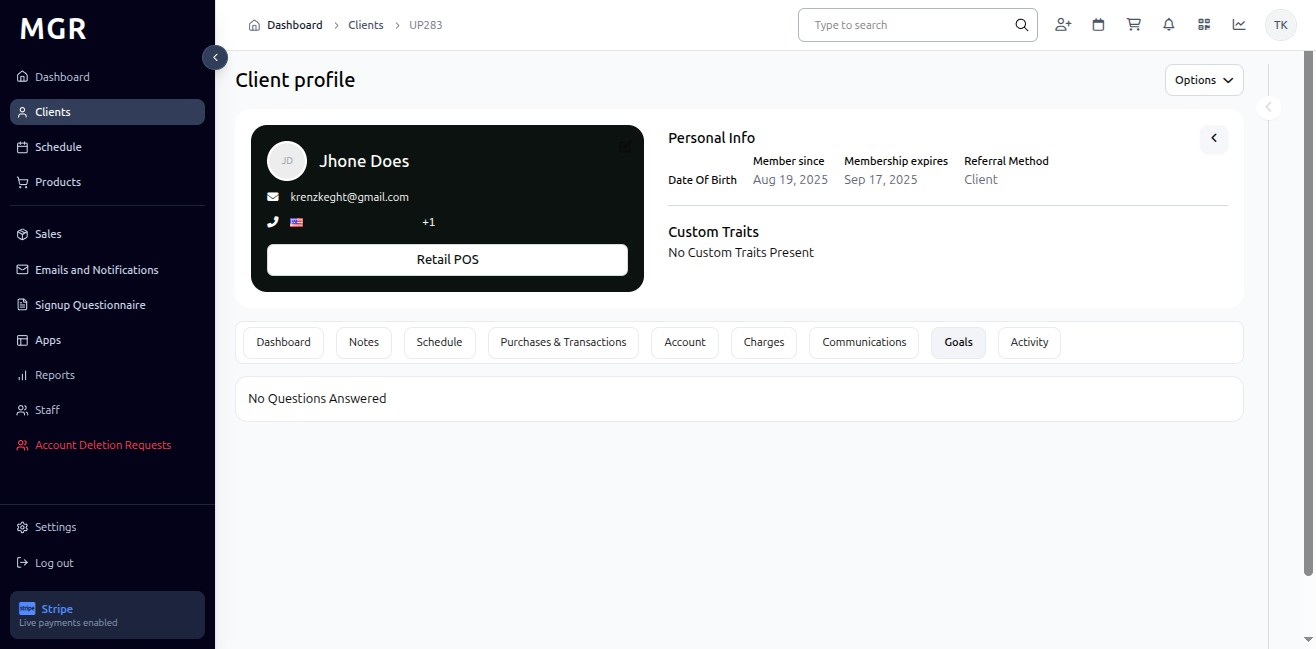 MGR
Dashboard
Clients
Schedule
Products
Sales
Emails and Notifications
Signup Questionnaire
Apps
Reports
Staff
Account Deletion Requests
Settings
Log out
stripe Stripe
Live payments enabled
Dashboard > Clients > UP283
Type to search
TK
Client profile
Options
JD
Jhone Does
krenzkeght@gmail.com
+1
Retail POS
Personal Info
Date Of Birth
Member since
Aug 19, 2025
Membership expires
Sep 17, 2025
Referral Method
Client
Custom Traits
No Custom Traits Present
Dashboard Notes Schedule Purchases & Transactions Account Charges Communications Goals Activity
No Questions Answered